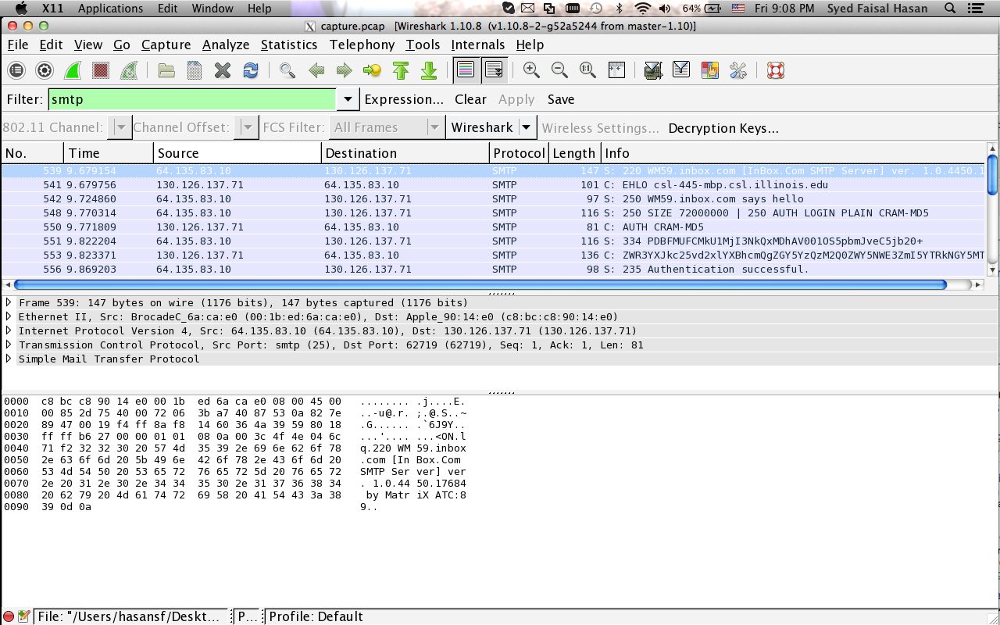 X11 Applications Edit Window Help 64% Fri 9:08 PM Syed Faisal Hasan
capture.pcap [Wireshark 1.10.8 (v1.10.8-2-g52a5244 from master-1.10)]
File Edit View Go Capture Analyze Statistics Telephony Tools Internals Help
Filter: smtp Expression... Clear Apply Save
802.11 Channel: Channel Offset: FCS Filter: All Frames Wireshark Wireless Settings... Decryption Keys...
No. Time Source Destination Protocol Length Info
539 9.679154 64.135.83.10 130.126.137.71 SMTP 147 S: 220 WM59.inbox.com [InBox.Com SMTP Server] ver. 1.0.4450.1
541 9.679756 130.126.137.71 64.135.83.10 SMTP 101 C: EHLO csl-445-mbp.csl.illinois.edu
542 9.724860 64.135.83.10 130.126.137.71 SMTP 97 S: 250 WM59.inbox.com says hello
548 9.770314 64.135.83.10 130.126.137.71 SMTP 116 S: 250 SIZE 72000000 | 250 AUTH LOGIN PLAIN CRAM-MD5
550 9.771809 130.126.137.71 64.135.83.10 SMTP 81 C: AUTH CRAM-MD5
551 9.822204 64.135.83.10 130.126.137.71 SMTP 116 S: 334 PDBFMUFCMkU1MjI3NkQxMDhAV001OS5pbmJveC5jb20+
553 9.823371 130.126.137.71 64.135.83.10 SMTP 136 C: ZWR3YXJkc25vd2xlYXBhcmQgZGY5YzQzM2Q0ZWY5NWE3ZmI5YTRkNGY5MT
556 9.869203 64.135.83.10 130.126.137.71 SMTP 98 S: 235 Authentication successful.
Frame 539: 147 bytes on wire (1176 bits), 147 bytes captured (1176 bits)
Ethernet II, Src: BrocadeC_6a:ca:e0 (00:1b:ed:6a:ca:e0), Dst: Apple_90:14:e0 (c8:bc:c8:90:14:e0)
Internet Protocol Version 4, Src: 64.135.83.10 (64.135.83.10), Dst: 130.126.137.71 (130.126.137.71)
Transmission Control Protocol, Src Port: smtp (25), Dst Port: 62719 (62719), Seq: 1, Ack: 1, Len: 81
Simple Mail Transfer Protocol
0000 c8 bc c8 90 14 e0 00 1b ed 6a ca e0 08 00 45 00 ........ .j....E.
0010 00 85 2d 75 40 00 72 06 3b a7 40 87 53 0a 82 7e ..-u@.r. ;.@.S..~
0020 89 47 00 19 f4 ff 8a f8 14 60 36 4a 39 59 80 18 .G...... .`6J9Y..
0030 ff ff b6 27 00 00 01 01 08 0a 00 3c 4f 4e 04 6c ...'.... ...<ON.l
0040 71 f2 32 32 30 20 57 4d 35 39 2e 69 6e 62 6f 78 q.220 WM 59.inbox
0050 2e 63 6f 6d 20 5b 49 6e 42 6f 78 2e 43 6f 6d 20 .com [In Box.Com
0060 53 4d 54 50 20 53 65 72 76 65 72 5d 20 76 65 72 SMTP Ser ver] ver
0070 2e 20 31 2e 30 2e 34 34 35 30 2e 31 37 36 38 34 . 1.0.44 50.17684
0080 20 62 79 20 4d 61 74 72 69 58 20 41 54 43 3a 38 by Matr iX ATC:8
0090 39 0d 0a 9..
File: "/Users/hasansf/Deskt... P... Profile: Default